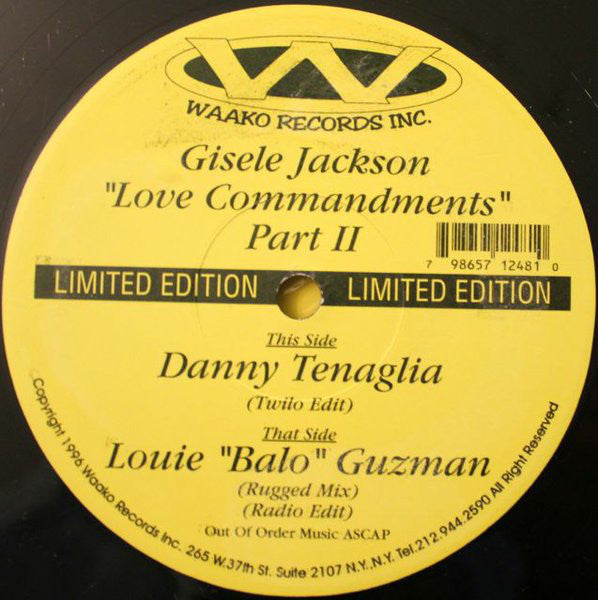 W
WAAKO RECORDS INC.
Gisele Jackson
"Love Commandments"
Part II
7 98657 12481 0
LIMITED EDITION LIMITED EDITION
This Side
Danny Tenaglia
(Twilo Edit)
That Side
Louie "Balo" Guzman
(Rugged Mix)
(Radio Edit)
Out Of Order Music ASCAP
Copyright 1996 Waako Records Inc. 265 W.37th St. Suite 2107 N.Y.,N.Y. Tel.212.944.2590 All Right Reserved